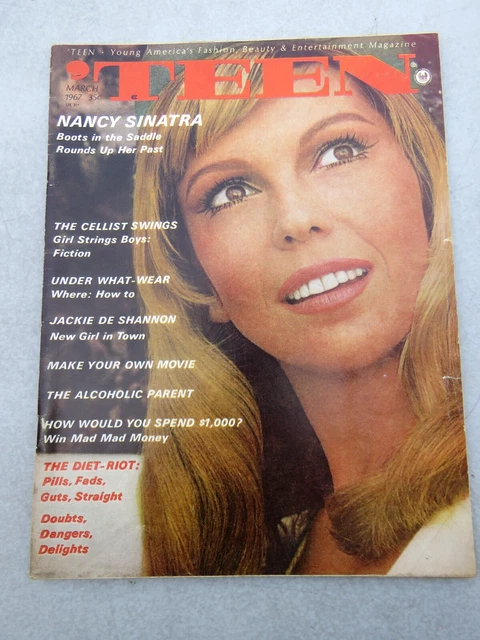 'TEEN • Young America's Fashion, Beauty & Entertainment Magazine
'TEEN
MARCH
1967 35¢
NANCY SINATRA
Boots in the Saddle
Rounds Up Her Past
THE CELLIST SWINGS
Girl Strings Boys:
Fiction
UNDER WHAT-WEAR
Where: How to
JACKIE DE SHANNON
New Girl in Town
MAKE YOUR OWN MOVIE
THE ALCOHOLIC PARENT
HOW WOULD YOU SPEND $1,000?
Win Mad Mad Money
THE DIET-RIOT:
Pills, Fads,
Guts, Straight
Doubts,
Dangers,
Delights